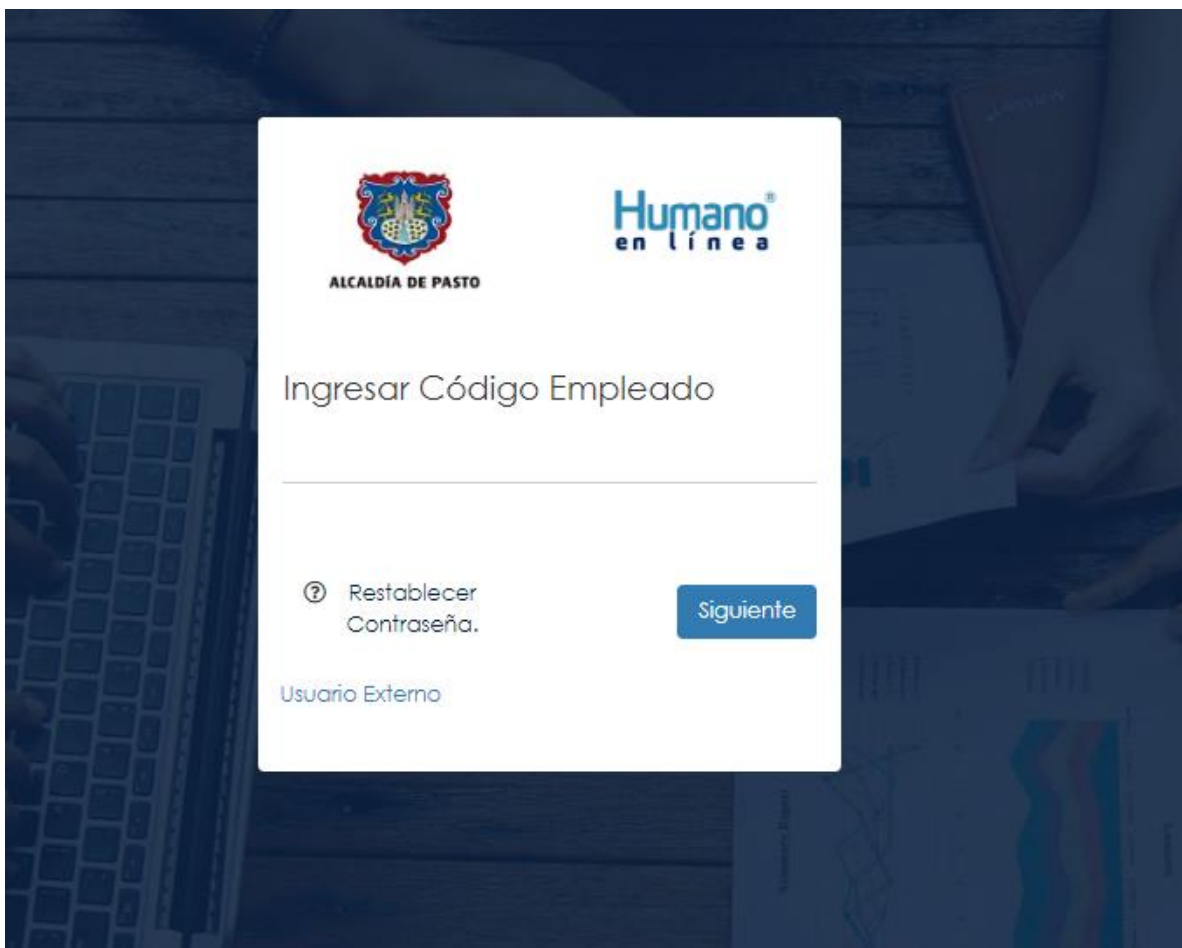 Humano®
en línea
ALCALDÍA DE PASTO
Ingresar Código Empleado
Restablecer
Contraseña.
Siguiente
Usuario Externo